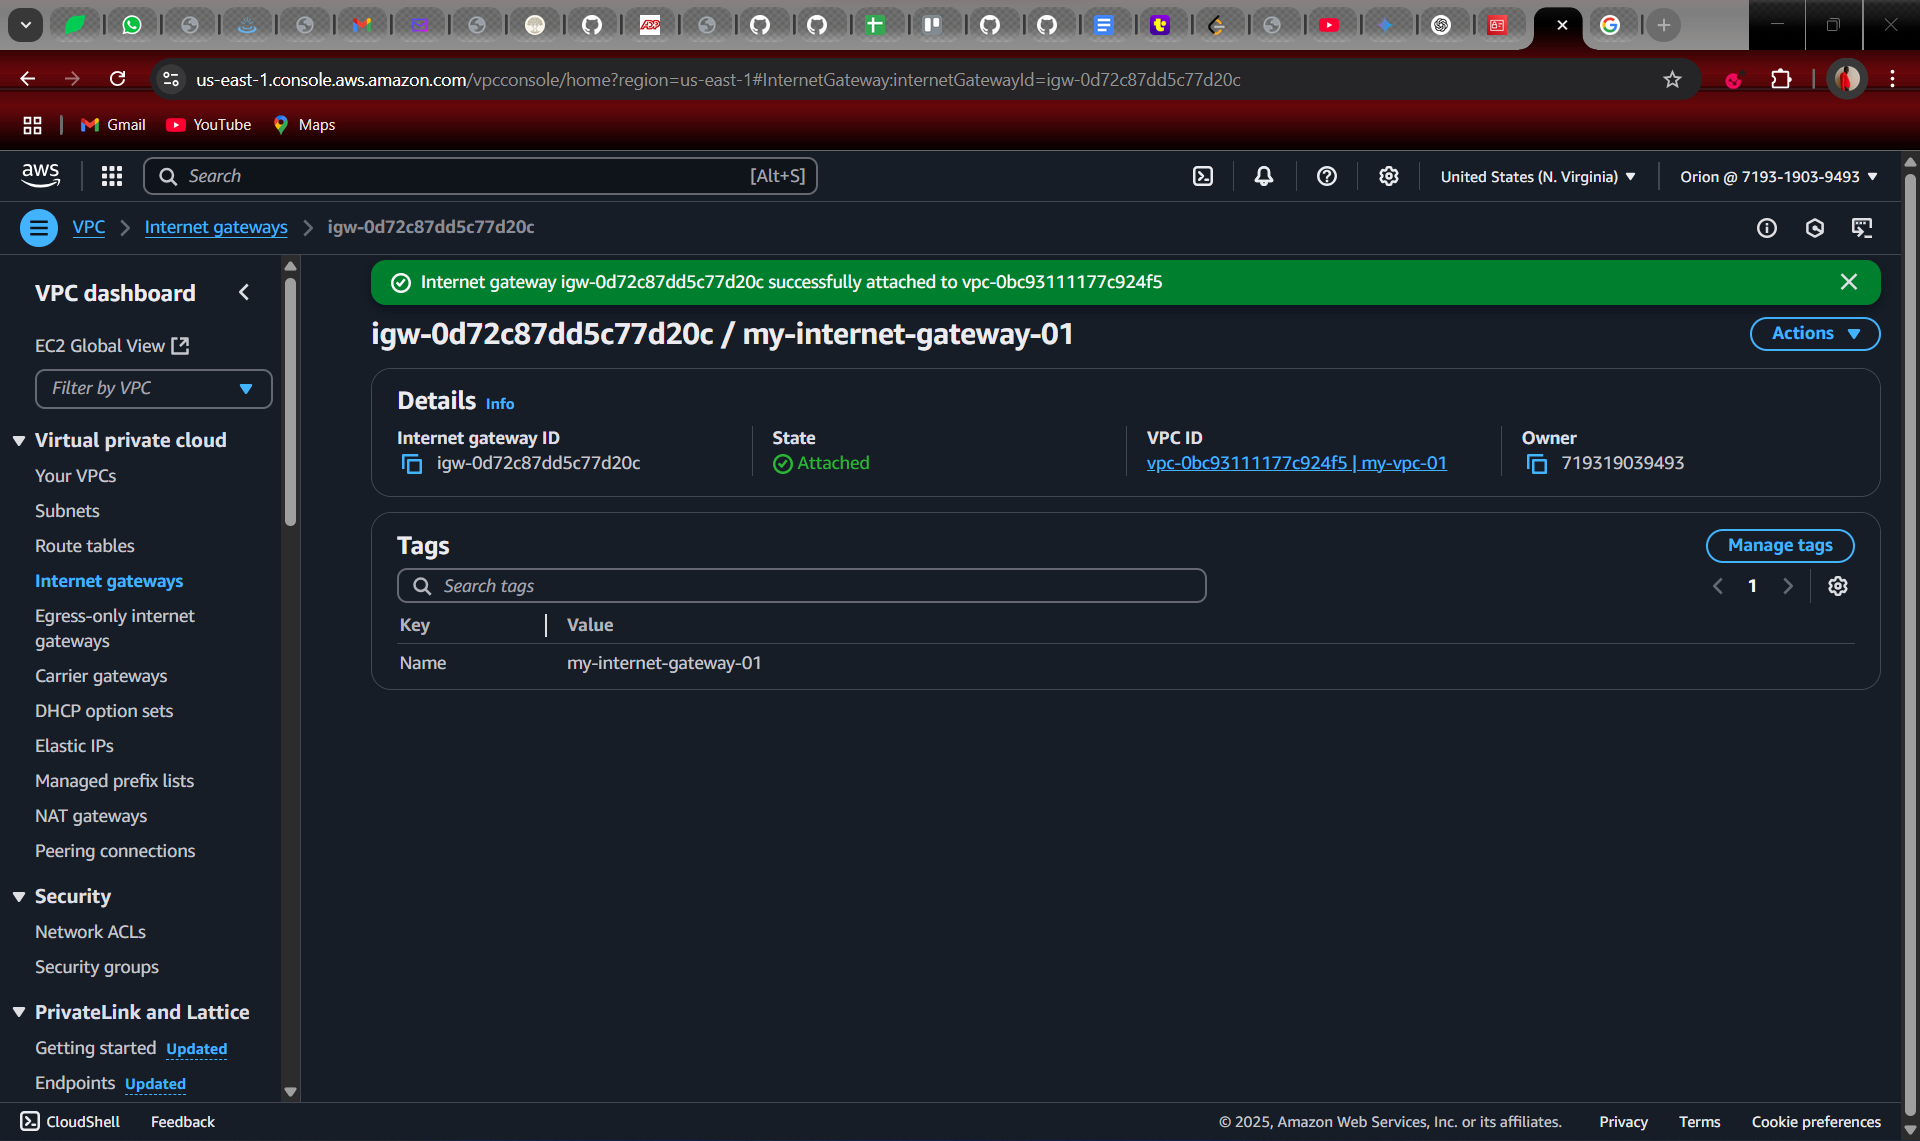 us-east-1.console.aws.amazon.com/vpcconsole/home?region=us-east-1#InternetGateway:internetGatewayId=igw-0d72c87dd5c77d20c
Gmail YouTube Maps
aws Search [Alt+S] United States (N. Virginia) Orion @ 7193-1903-9493
VPC Internet gateways igw-0d72c87dd5c77d20c
VPC dashboard
EC2 Global View
Filter by VPC
Virtual private cloud
Your VPCs
Subnets
Route tables
Internet gateways
Egress-only internet
gateways
Carrier gateways
DHCP option sets
Elastic IPs
Managed prefix lists
NAT gateways
Peering connections
Security
Network ACLs
Security groups
PrivateLink and Lattice
Getting started Updated
Endpoints Updated
Internet gateway igw-0d72c87dd5c77d20c successfully attached to vpc-0bc93111177c924f5
igw-0d72c87dd5c77d20c / my-internet-gateway-01
Actions
Details Info
Internet gateway ID
igw-0d72c87dd5c77d20c
State
Attached
VPC ID
vpc-0bc93111177c924f5 | my-vpc-01
Owner
719319039493
Tags
Manage tags
Search tags
1
Key Value
Name my-internet-gateway-01
CloudShell Feedback © 2025, Amazon Web Services, Inc. or its affiliates. Privacy Terms Cookie preferences